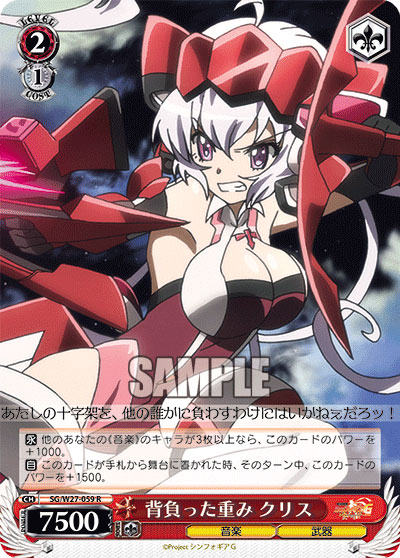 LEVEL
2
1
COST
SAMPLE
あたしの十字架を、他の誰かに負わすわけにはいかねぇだろッ！
永 他のあなたの《音楽》のキャラが3枚以上なら、このカードのパワーを
+1000。
自 このカードが手札から舞台に置かれた時、そのターン中、このカードのパワーを
+1500。
CH SG/W27-059 R
7500
背負った重み クリス
音楽
武器
©Project シンフォギアG